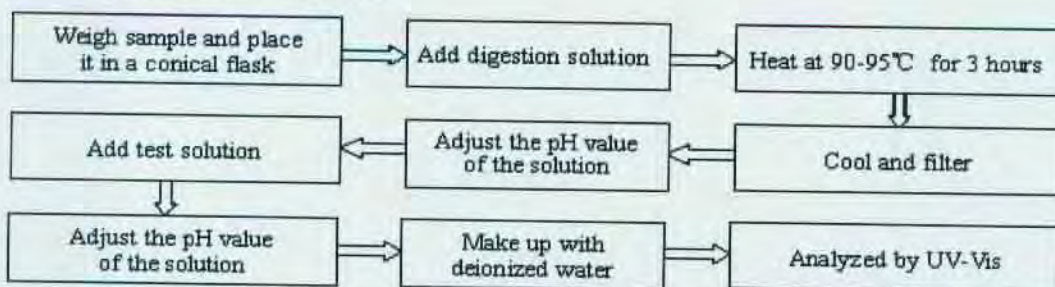 Weigh sample and place
it in a conical flask
Add digestion solution
Heat at 90-95℃ for 3 hours
Cool and filter
Adjust the pH value
of the solution
Add test solution
Adjust the pH value
of the solution
Make up with
deionized water
Analyzed by UV-Vis